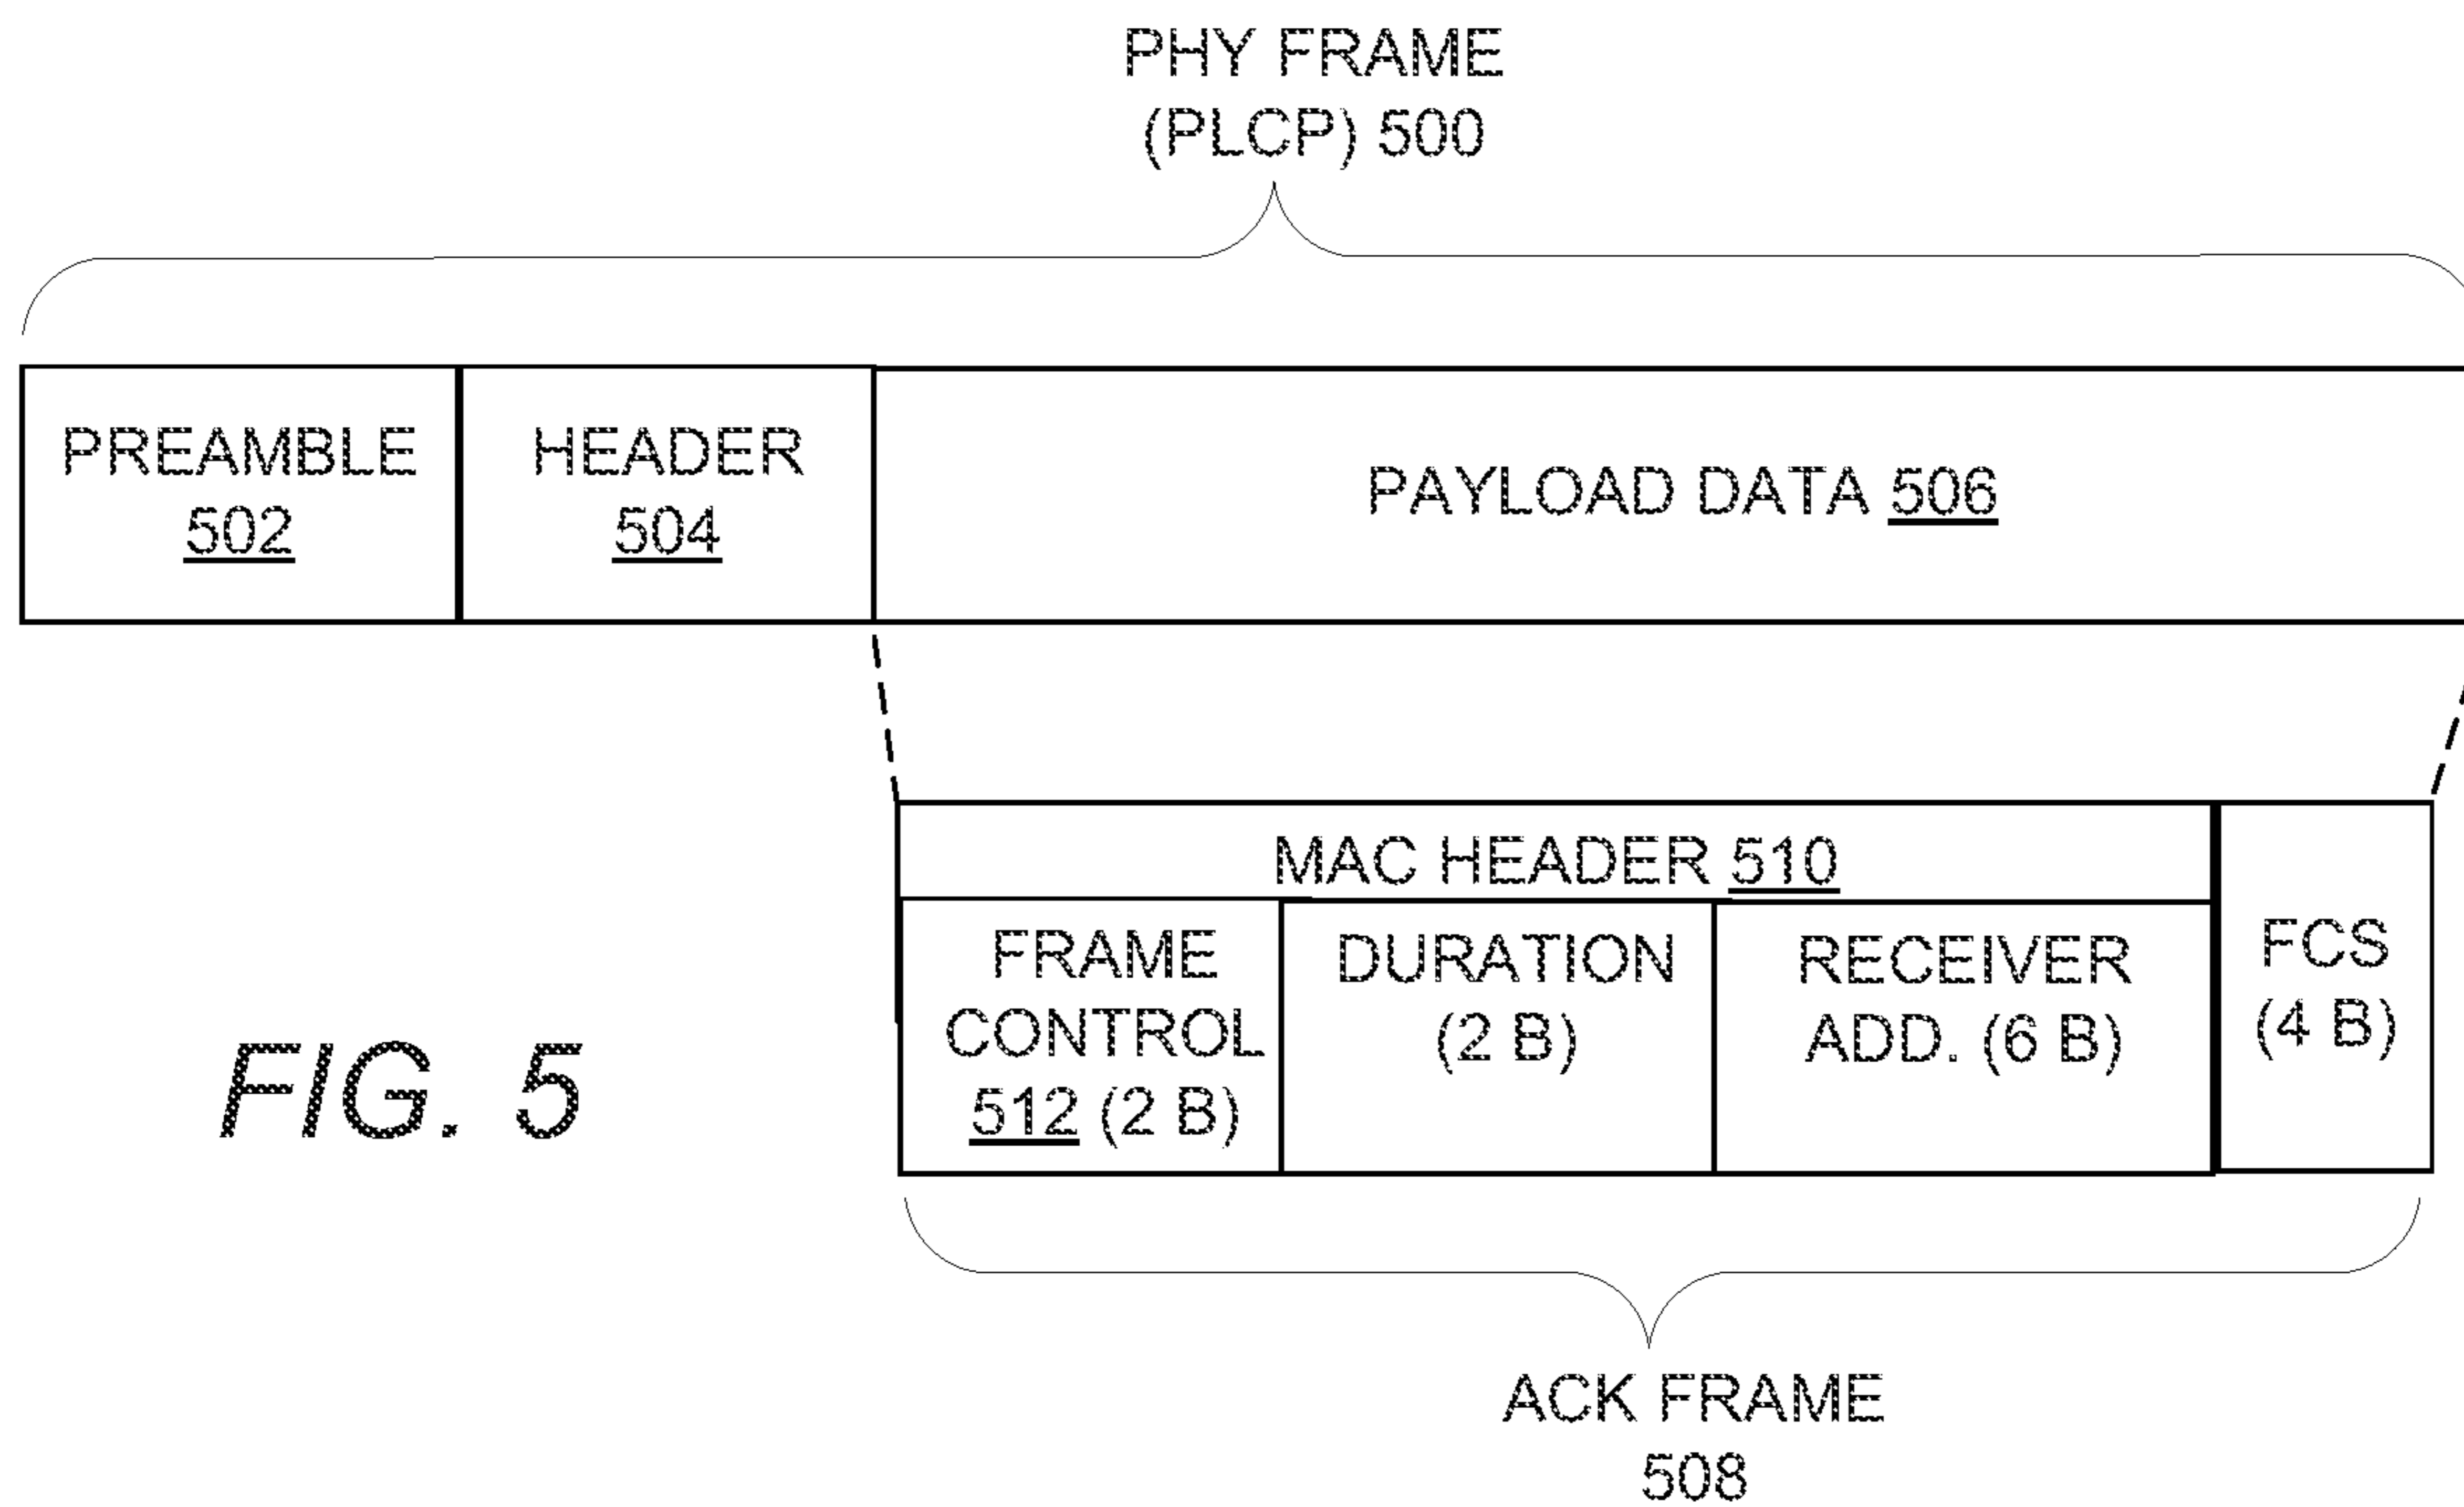 PHY FRAME
(PLCP) 500
PREAMBLE
502
HEADER
504
PAYLOAD DATA 506
MAC HEADER 510
FRAME
CONTROL
512 (2 B)
DURATION
(2 B)
RECEIVER
ADD. (6 B)
FCS
(4 B)
FIG. 5
ACK FRAME
508